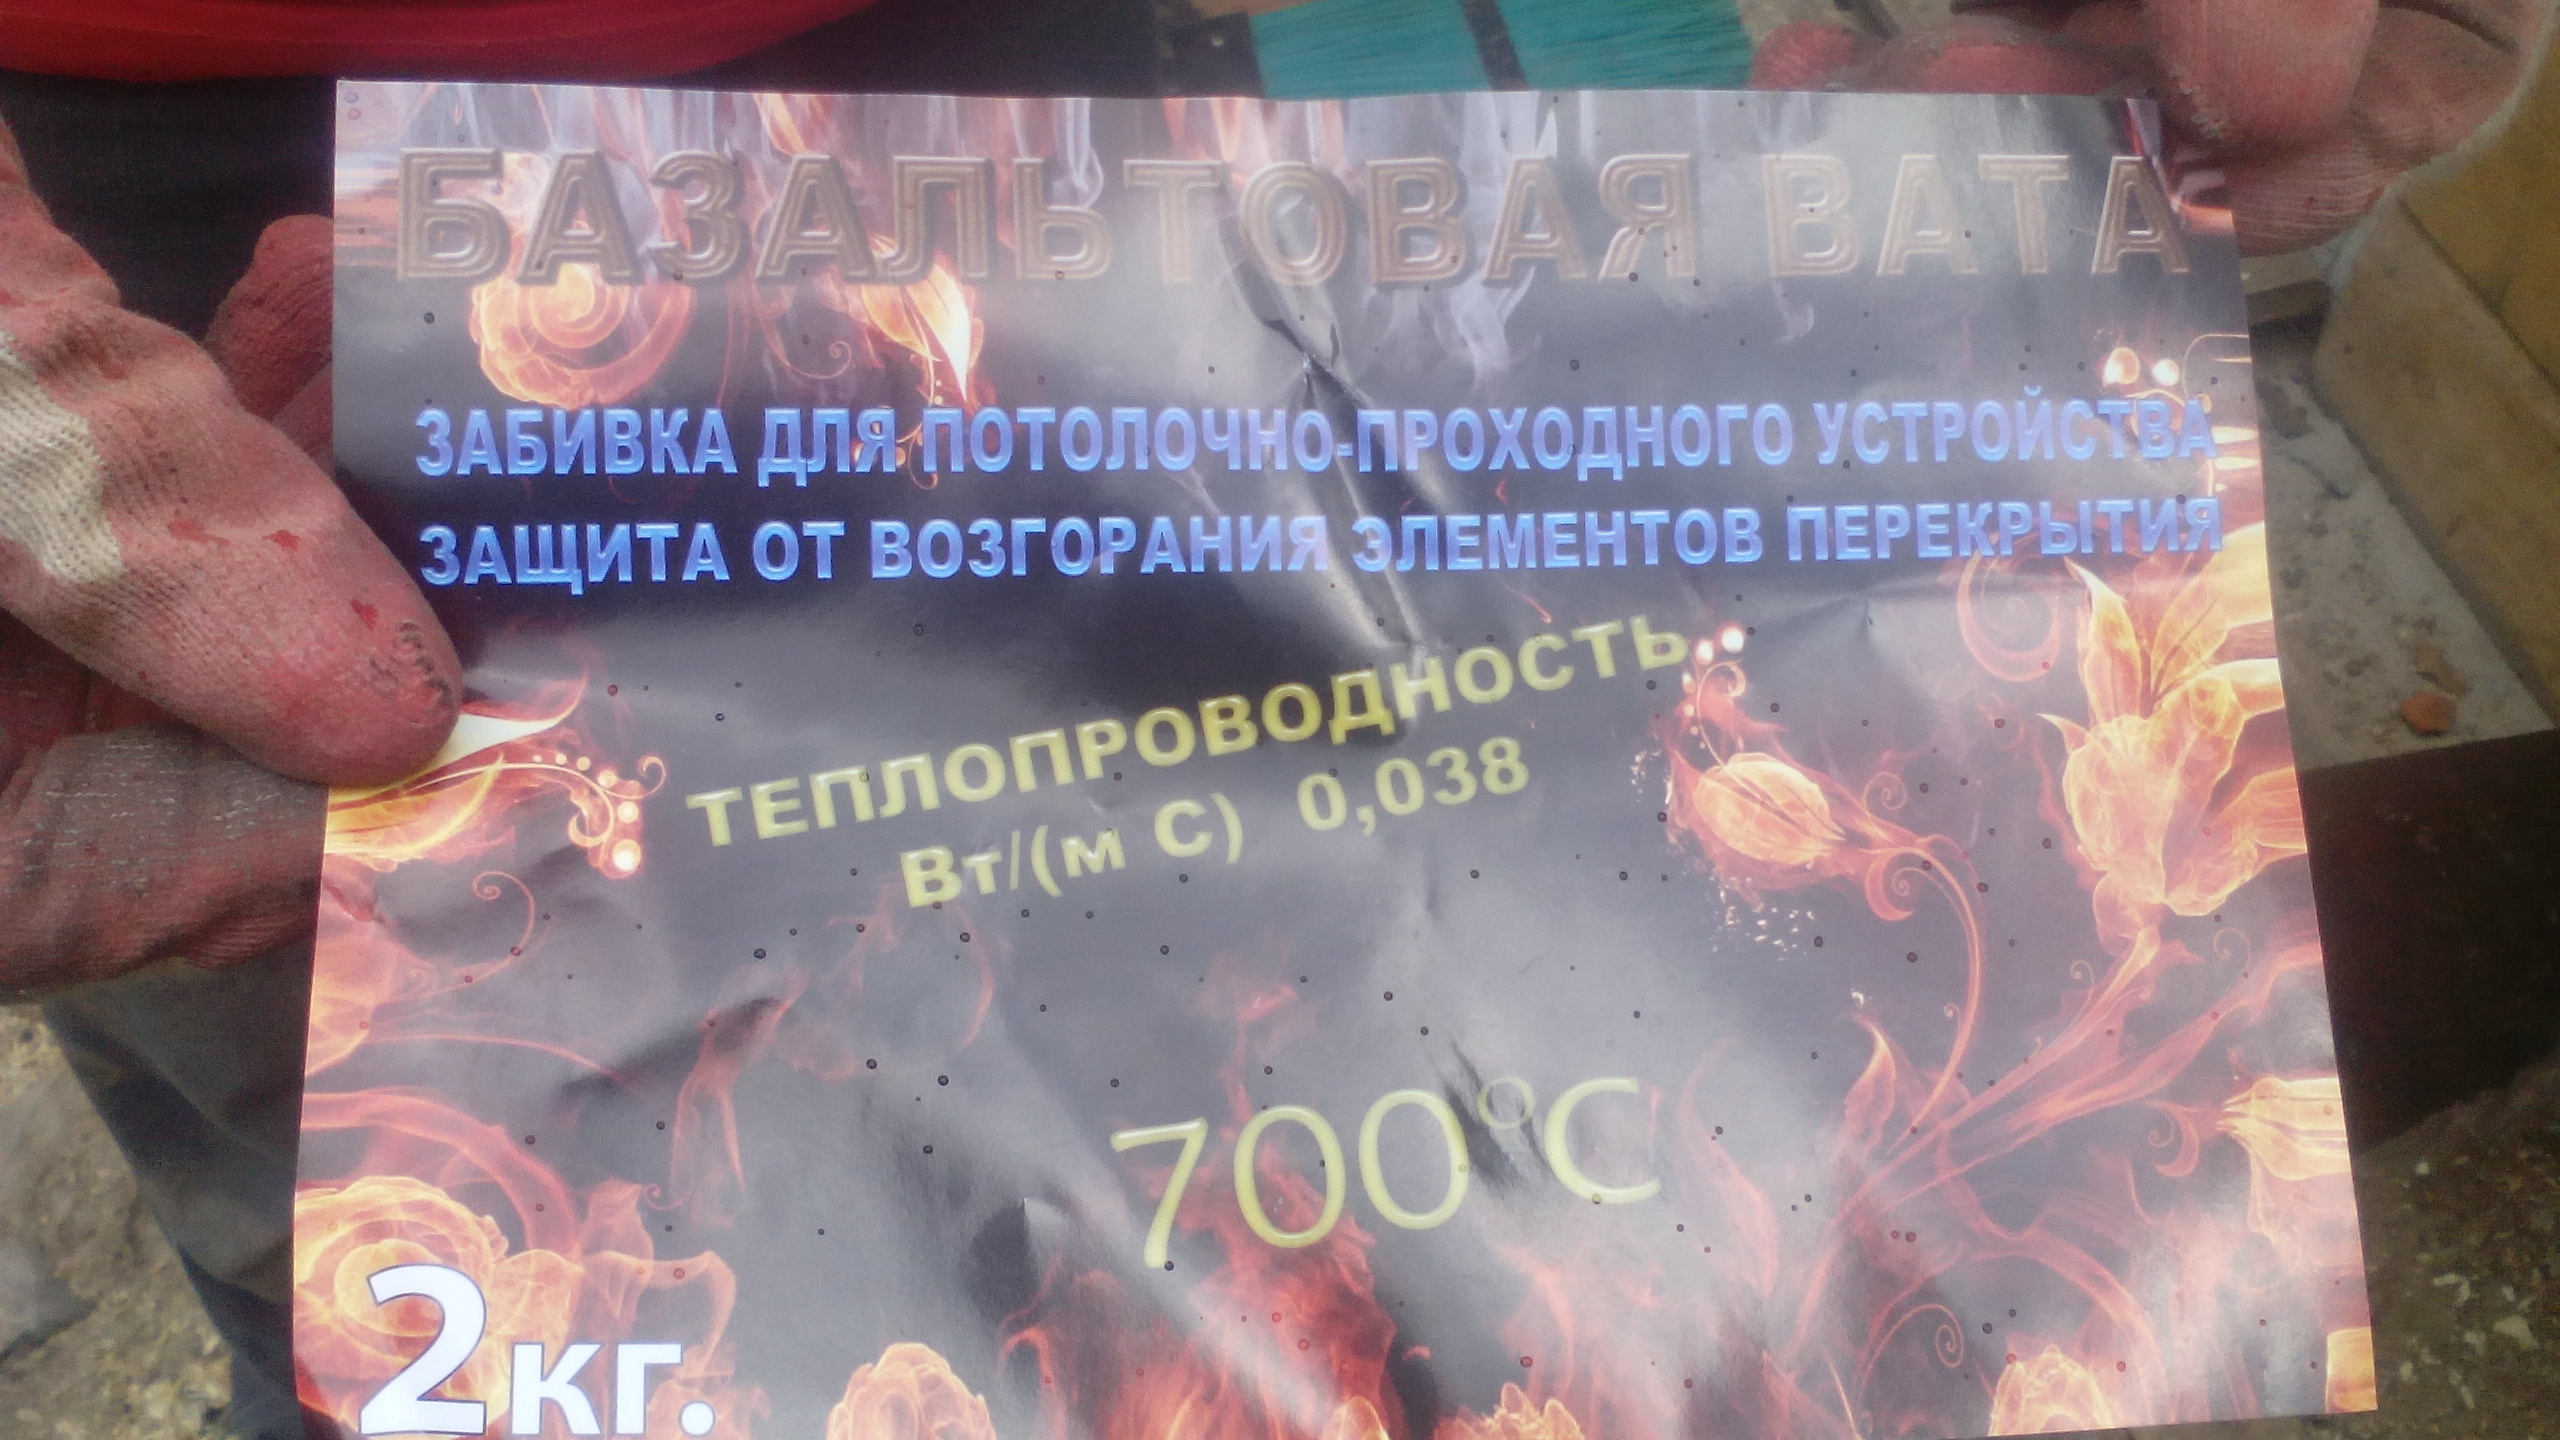 БАЗАЛЬТОВАЯ ВАТА
ЗАБИВКА ДЛЯ ПОТОЛОЧНО-ПРОХОДНОГО УСТРОЙСТВА
ЗАЩИТА ОТ ВОЗГОРАНИЯ ЭЛЕМЕНТОВ ПЕРЕКРЫТИЯ
ТЕПЛОПРОВОДНОСТЬ
Вт/(м С) 0,038
700°С
2кг.